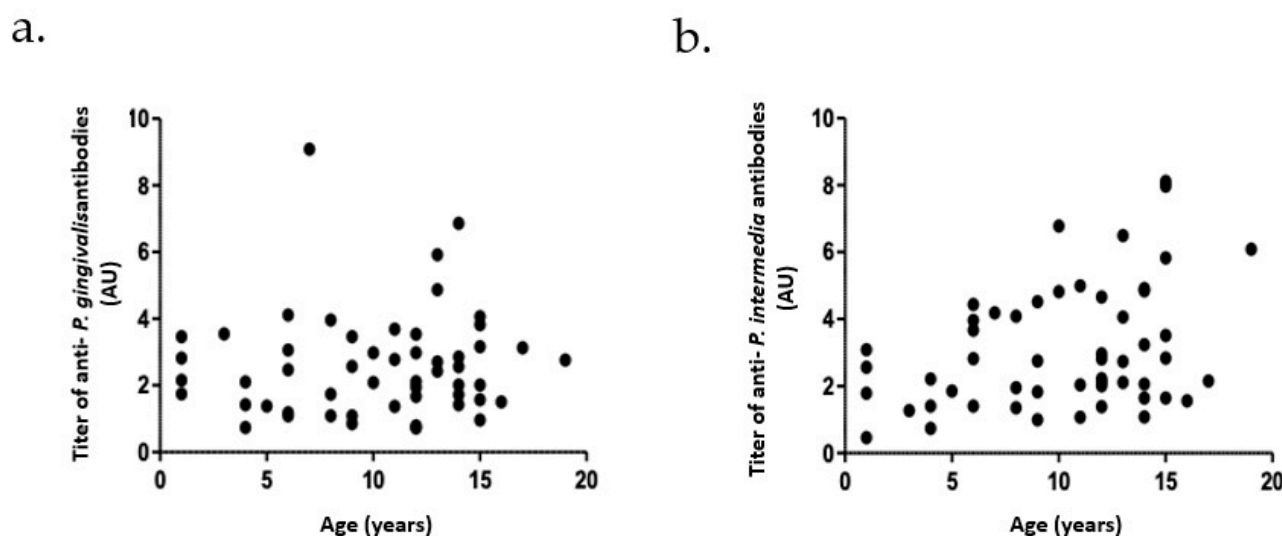 a.
Titer of anti- P. gingivalisantibodies
(AU)
10
8
6
4
2
0
0 5 10 15 20
Age (years)
b.
Titer of anti- P. intermedia antibodies
(AU)
10
8
6
4
2
0
0 5 10 15 20
Age (years)